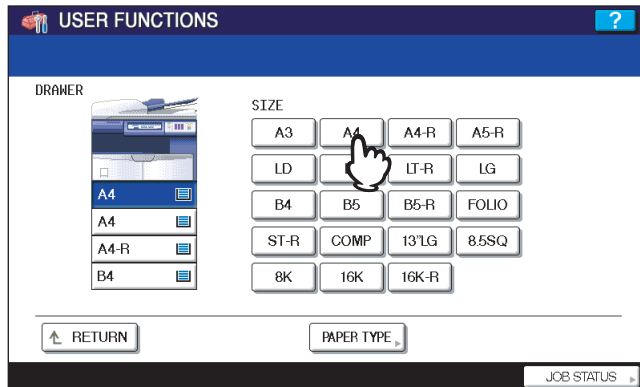 USER FUNCTIONS ?
DRAWER
SIZE
A3 A4 A4-R A5-R
LD LT-R LG
B4 B5 B5-R FOLIO
ST-R COMP 13"LG 8.5SQ
8K 16K 16K-R
A4
A4
A4-R
B4
RETURN PAPER TYPE
JOB STATUS